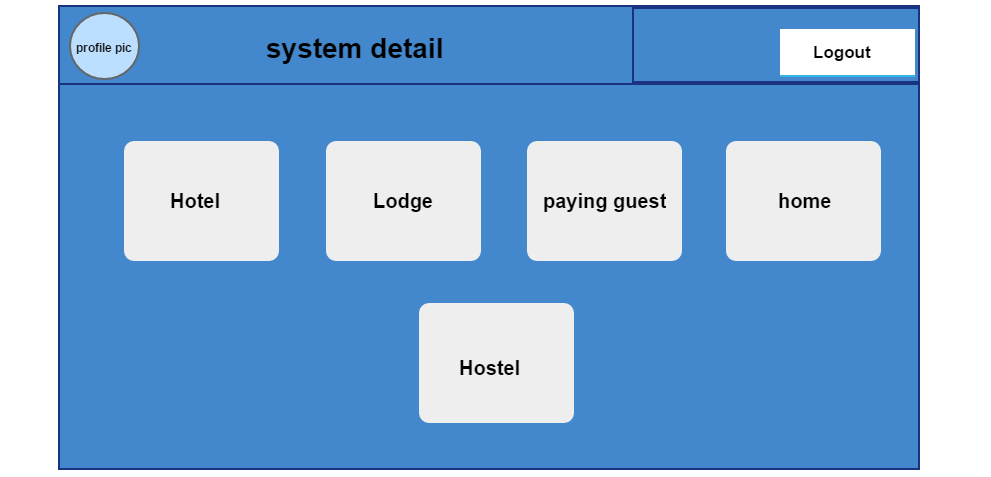 profile pic
system detail
Logout
Hotel
Lodge
paying guest
home
Hostel